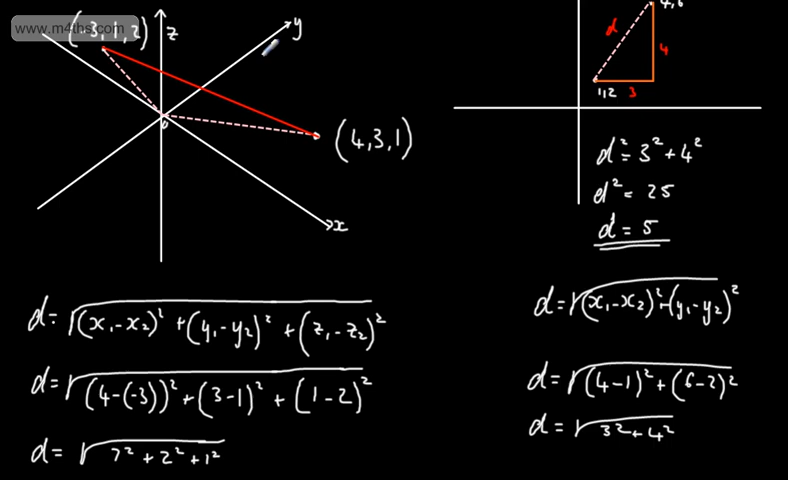 www.m4ths.com
(-3,1,2)
z
y
0
(4,3,1)
x
d = √(x₁-x₂)² + (y₁-y₂)² + (z₁-z₂)²
d = √(4-(-3))² + (3-1)² + (1-2)²
d = √7² + 2² + 1²
4,6
d
4
1,2
3
d² = 3² + 4²
d² = 25
d = 5
d = √(x₁-x₂)² + (y₁-y₂)²
d = √(4-1)² + (6-2)²
d = √3² + 4²